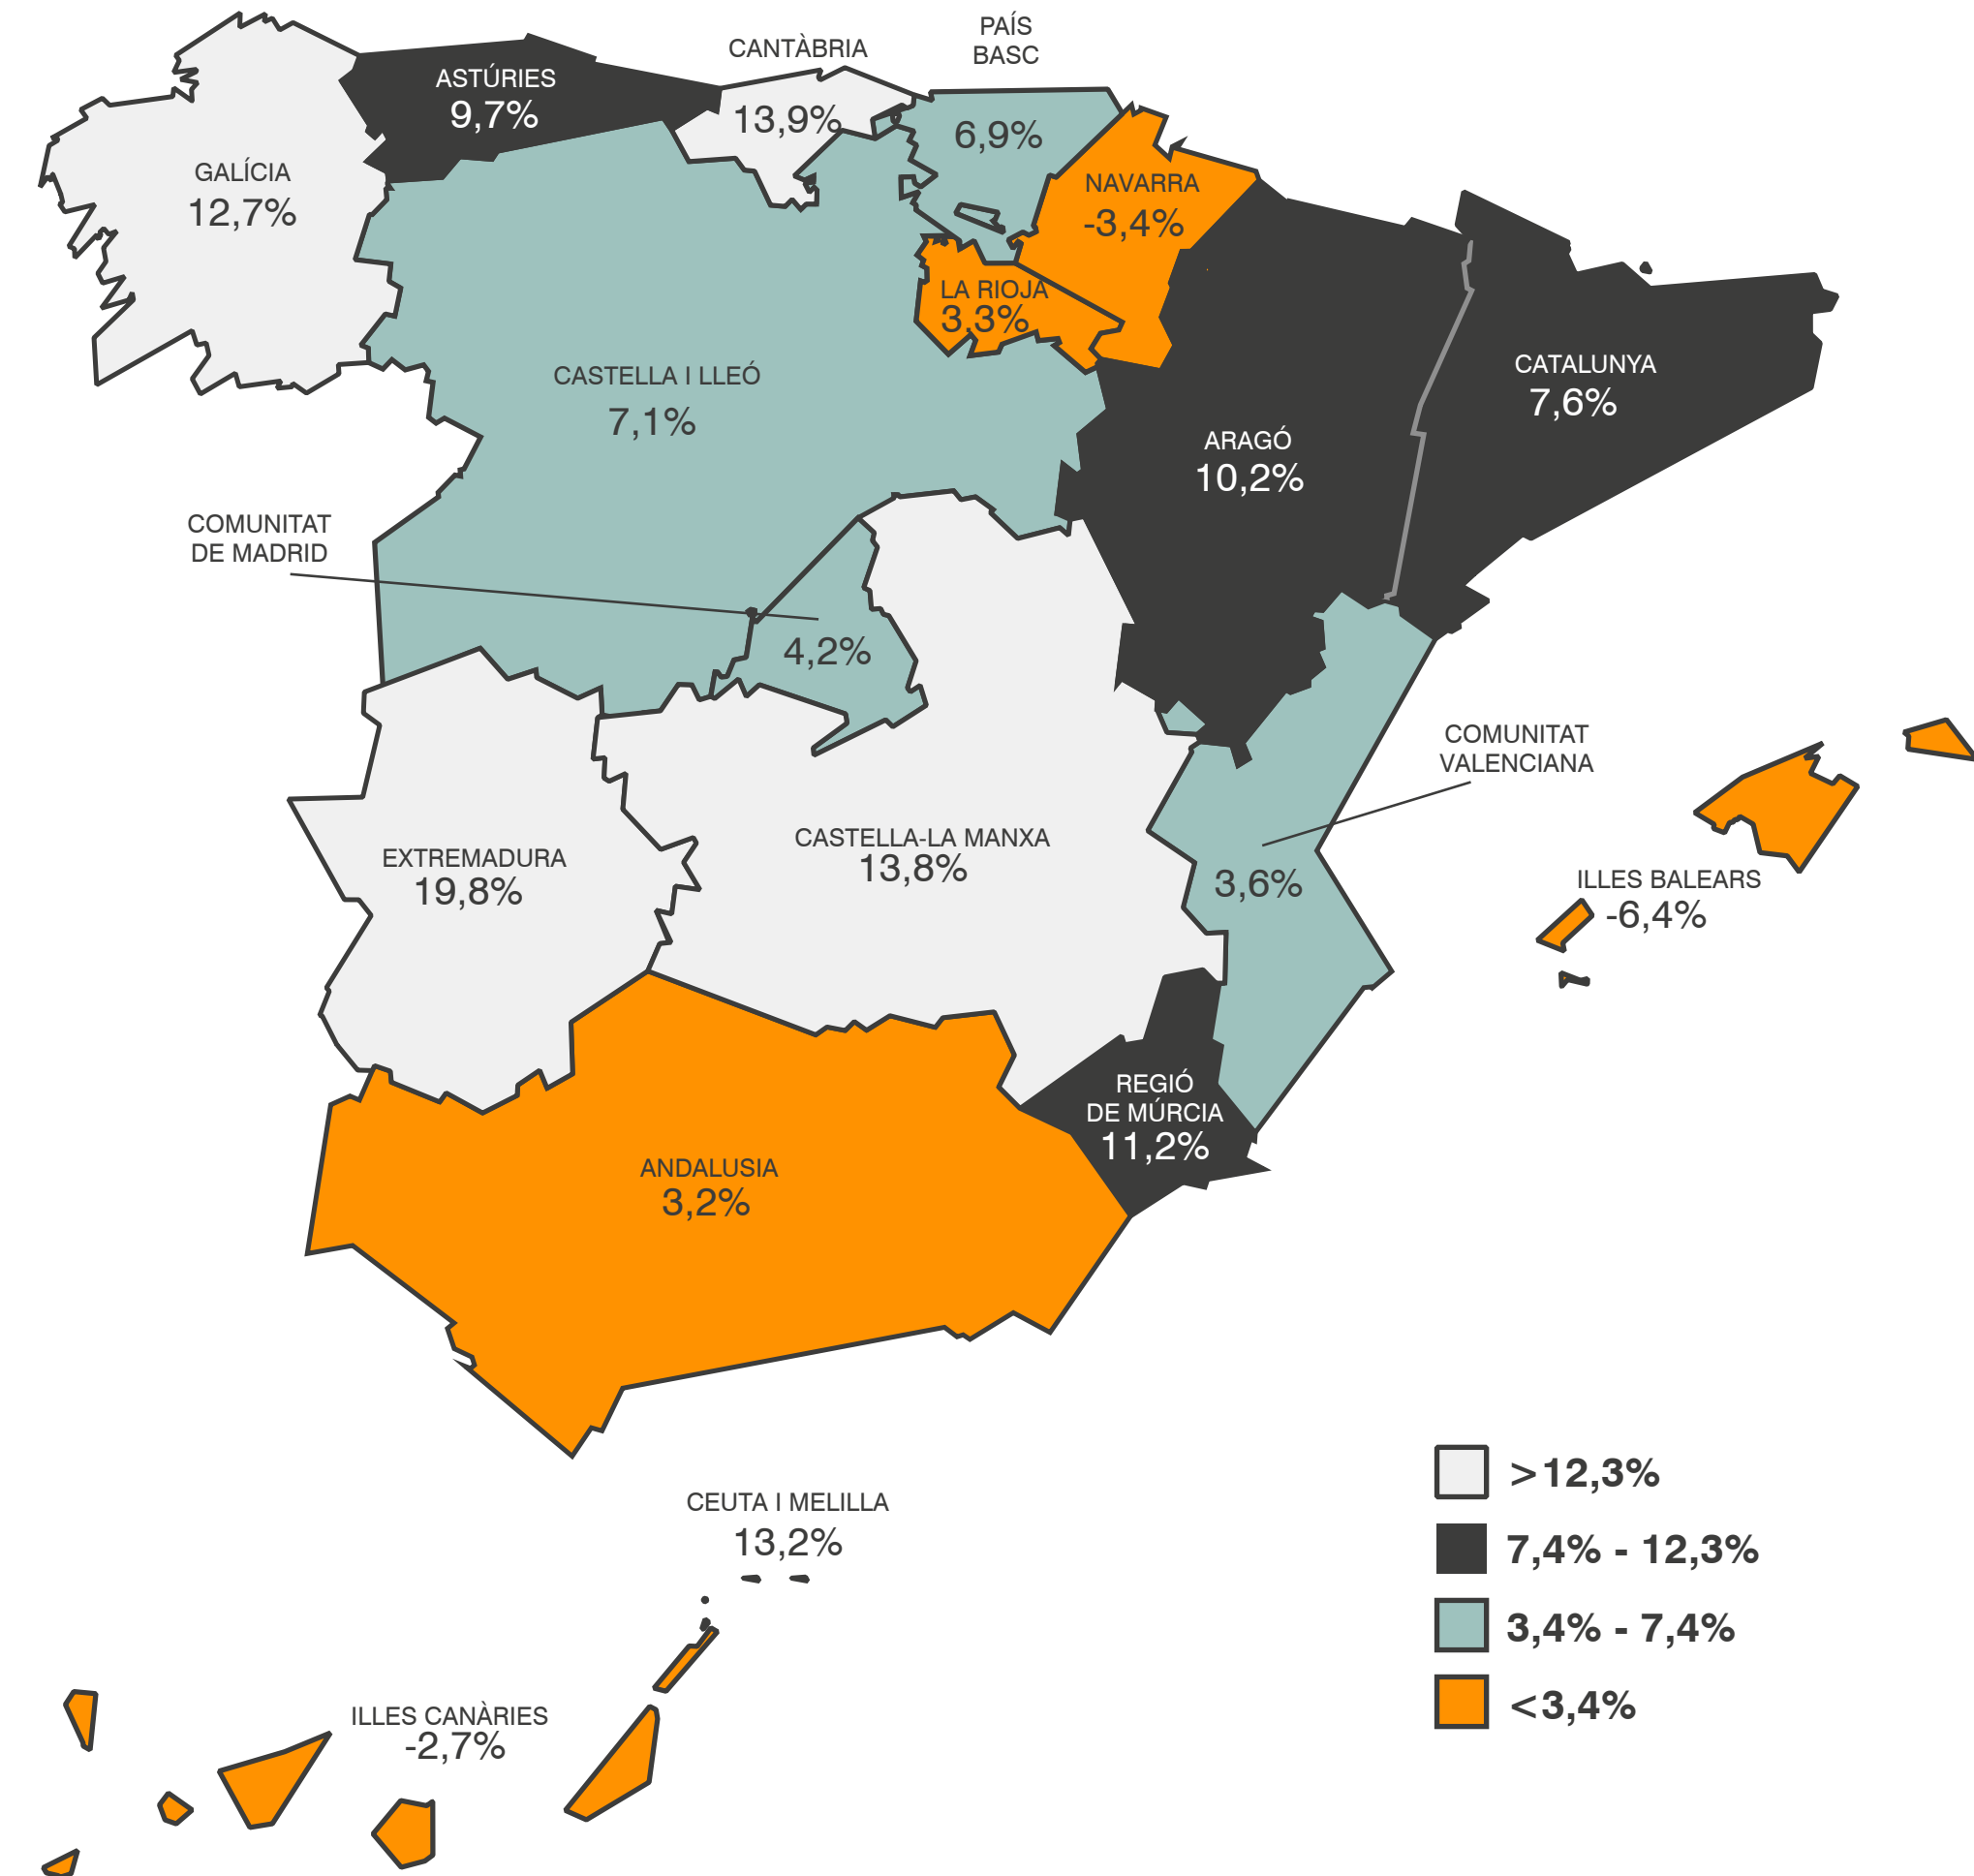 PAÍS
BASC
6,9%
CANTÀBRIA
13,9%
ASTÚRIES
9,7%
GALÍCIA
12,7%
NAVARRA
-3,4%
LA RIOJA
3,3%
CATALUNYA
7,6%
CASTELLA I LLEÓ
7,1%
ARAGÓ
10,2%
COMUNITAT
DE MADRID
4,2%
COMUNITAT
VALENCIANA
3,6%
CASTELLA-LA MANXA
13,8%
EXTREMADURA
19,8%
ILLES BALEARS
-6,4%
REGIÓ
DE MÚRCIA
11,2%
ANDALUSIA
3,2%
CEUTA I MELILLA
13,2%
ILLES CANÀRIES
-2,7%
>12,3%
7,4% - 12,3%
3,4% - 7,4%
<3,4%